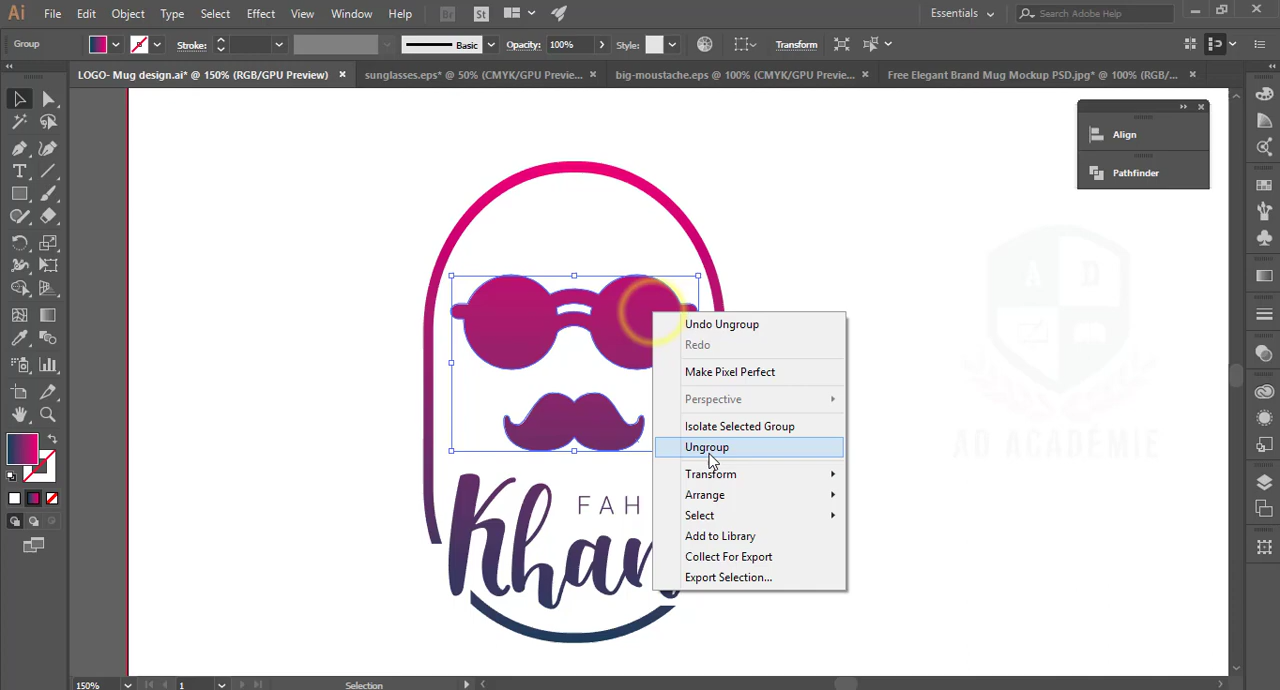 Ai File Edit Object Type Select Effect View Window Help Br St Essentials Search Adobe Help
Group Stroke: Basic Opacity: 100% Style: Transform
LOGO- Mug design.ai* @ 150% (RGB/GPU Preview) × sunglasses.eps* @ 50% (CMYK/GPU Previe... × big-moustache.eps @ 100% (CMYK/GPU Previe... × Free Elegant Brand Mug Mockup PSD.jpg* @ 100% (RGB/... ×
Align
Pathfinder
Undo Ungroup
Redo
Make Pixel Perfect
Perspective
Isolate Selected Group
Ungroup
Transform
Arrange
Select
Add to Library
Collect For Export
Export Selection...
FAH
Khan
A D
AD ACADEMIE
150% 1 Selection